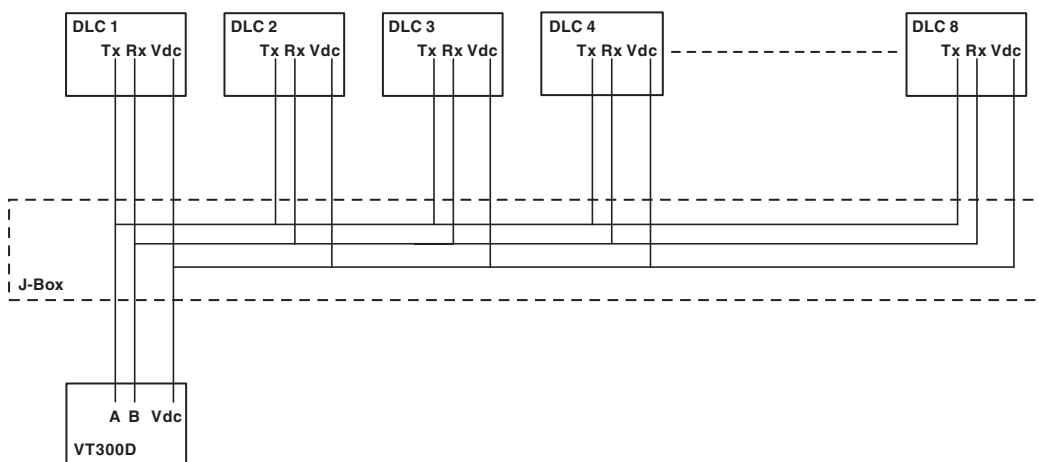 DLC 1
Tx Rx Vdc
DLC 2
Tx Rx Vdc
DLC 3
Tx Rx Vdc
DLC 4
Tx Rx Vdc
DLC 8
Tx Rx Vdc
J-Box
A B Vdc
VT300D